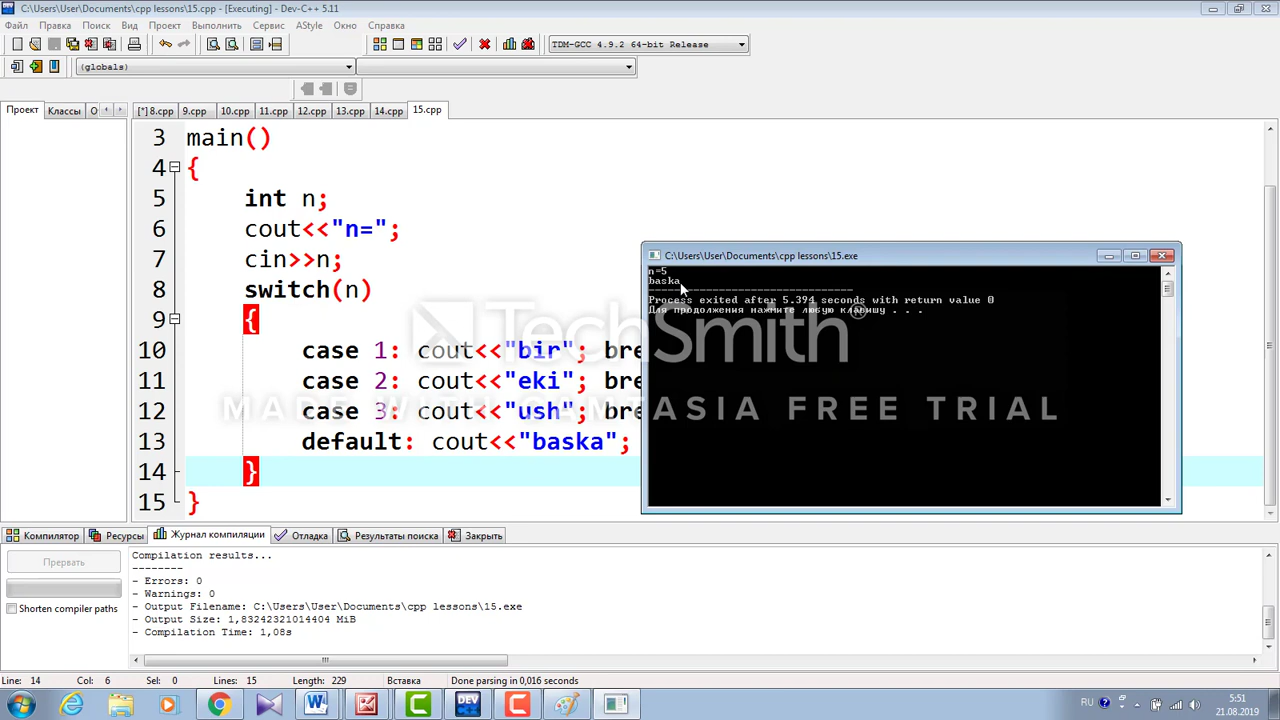 C:\Users\User\Documents\cpp lessons\15.cpp - [Executing] - Dev-C++ 5.11
Файл Правка Поиск Вид Проект Выполнить Сервис AStyle Окно Справка
TDM-GCC 4.9.2 64-bit Release
(globals)
Проект Классы О
[*] 8.cpp 9.cpp 10.cpp 11.cpp 12.cpp 13.cpp 14.cpp 15.cpp
3 main()
4 {
5 int n;
6 cout<<"n=";
7 cin>>n;
8 switch(n)
9 {
10 case 1: cout<<"bir"; bre
11 case 2: cout<<"eki"; bre
12 case 3: cout<<"ush"; bre
13 default: cout<<"baska";
14 }
15 }
C:\Users\User\Documents\cpp lessons\15.exe
n=5
baska
--------------------------------
Process exited after 5.394 seconds with return value 0
Для продолжения нажмите любую клавишу . . .
TechSmith®
MADE WITH CAMTASIA FREE TRIAL
Компилятор Ресурсы Журнал компиляции Отладка Результаты поиска Закрыть
Прервать
Shorten compiler paths
Compilation results...
--------
- Errors: 0
- Warnings: 0
- Output Filename: C:\Users\User\Documents\cpp lessons\15.exe
- Output Size: 1,83242321014404 MiB
- Compilation Time: 1,08s
Line: 14 Col: 6 Sel: 0 Lines: 15 Length: 229 Вставка Done parsing in 0,016 seconds
RU 5:51
21.08.2019